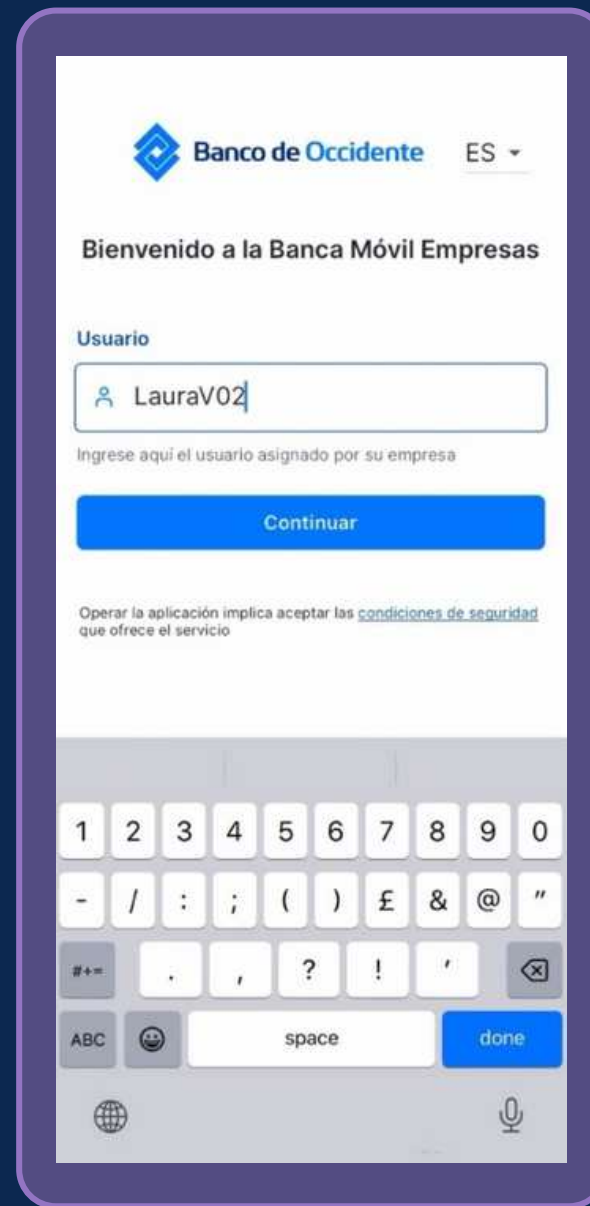 Banco de Occidente
ES
Bienvenido a la Banca Móvil Empresas
Usuario
LauraV02
Ingrese aquí el usuario asignado por su empresa
Continuar
Operar la aplicación implica aceptar las condiciones de seguridad
que ofrece el servicio
1 2 3 4 5 6 7 8 9 0
- / : ; ( ) £ & @ "
#+= . , ? ! '
ABC space done